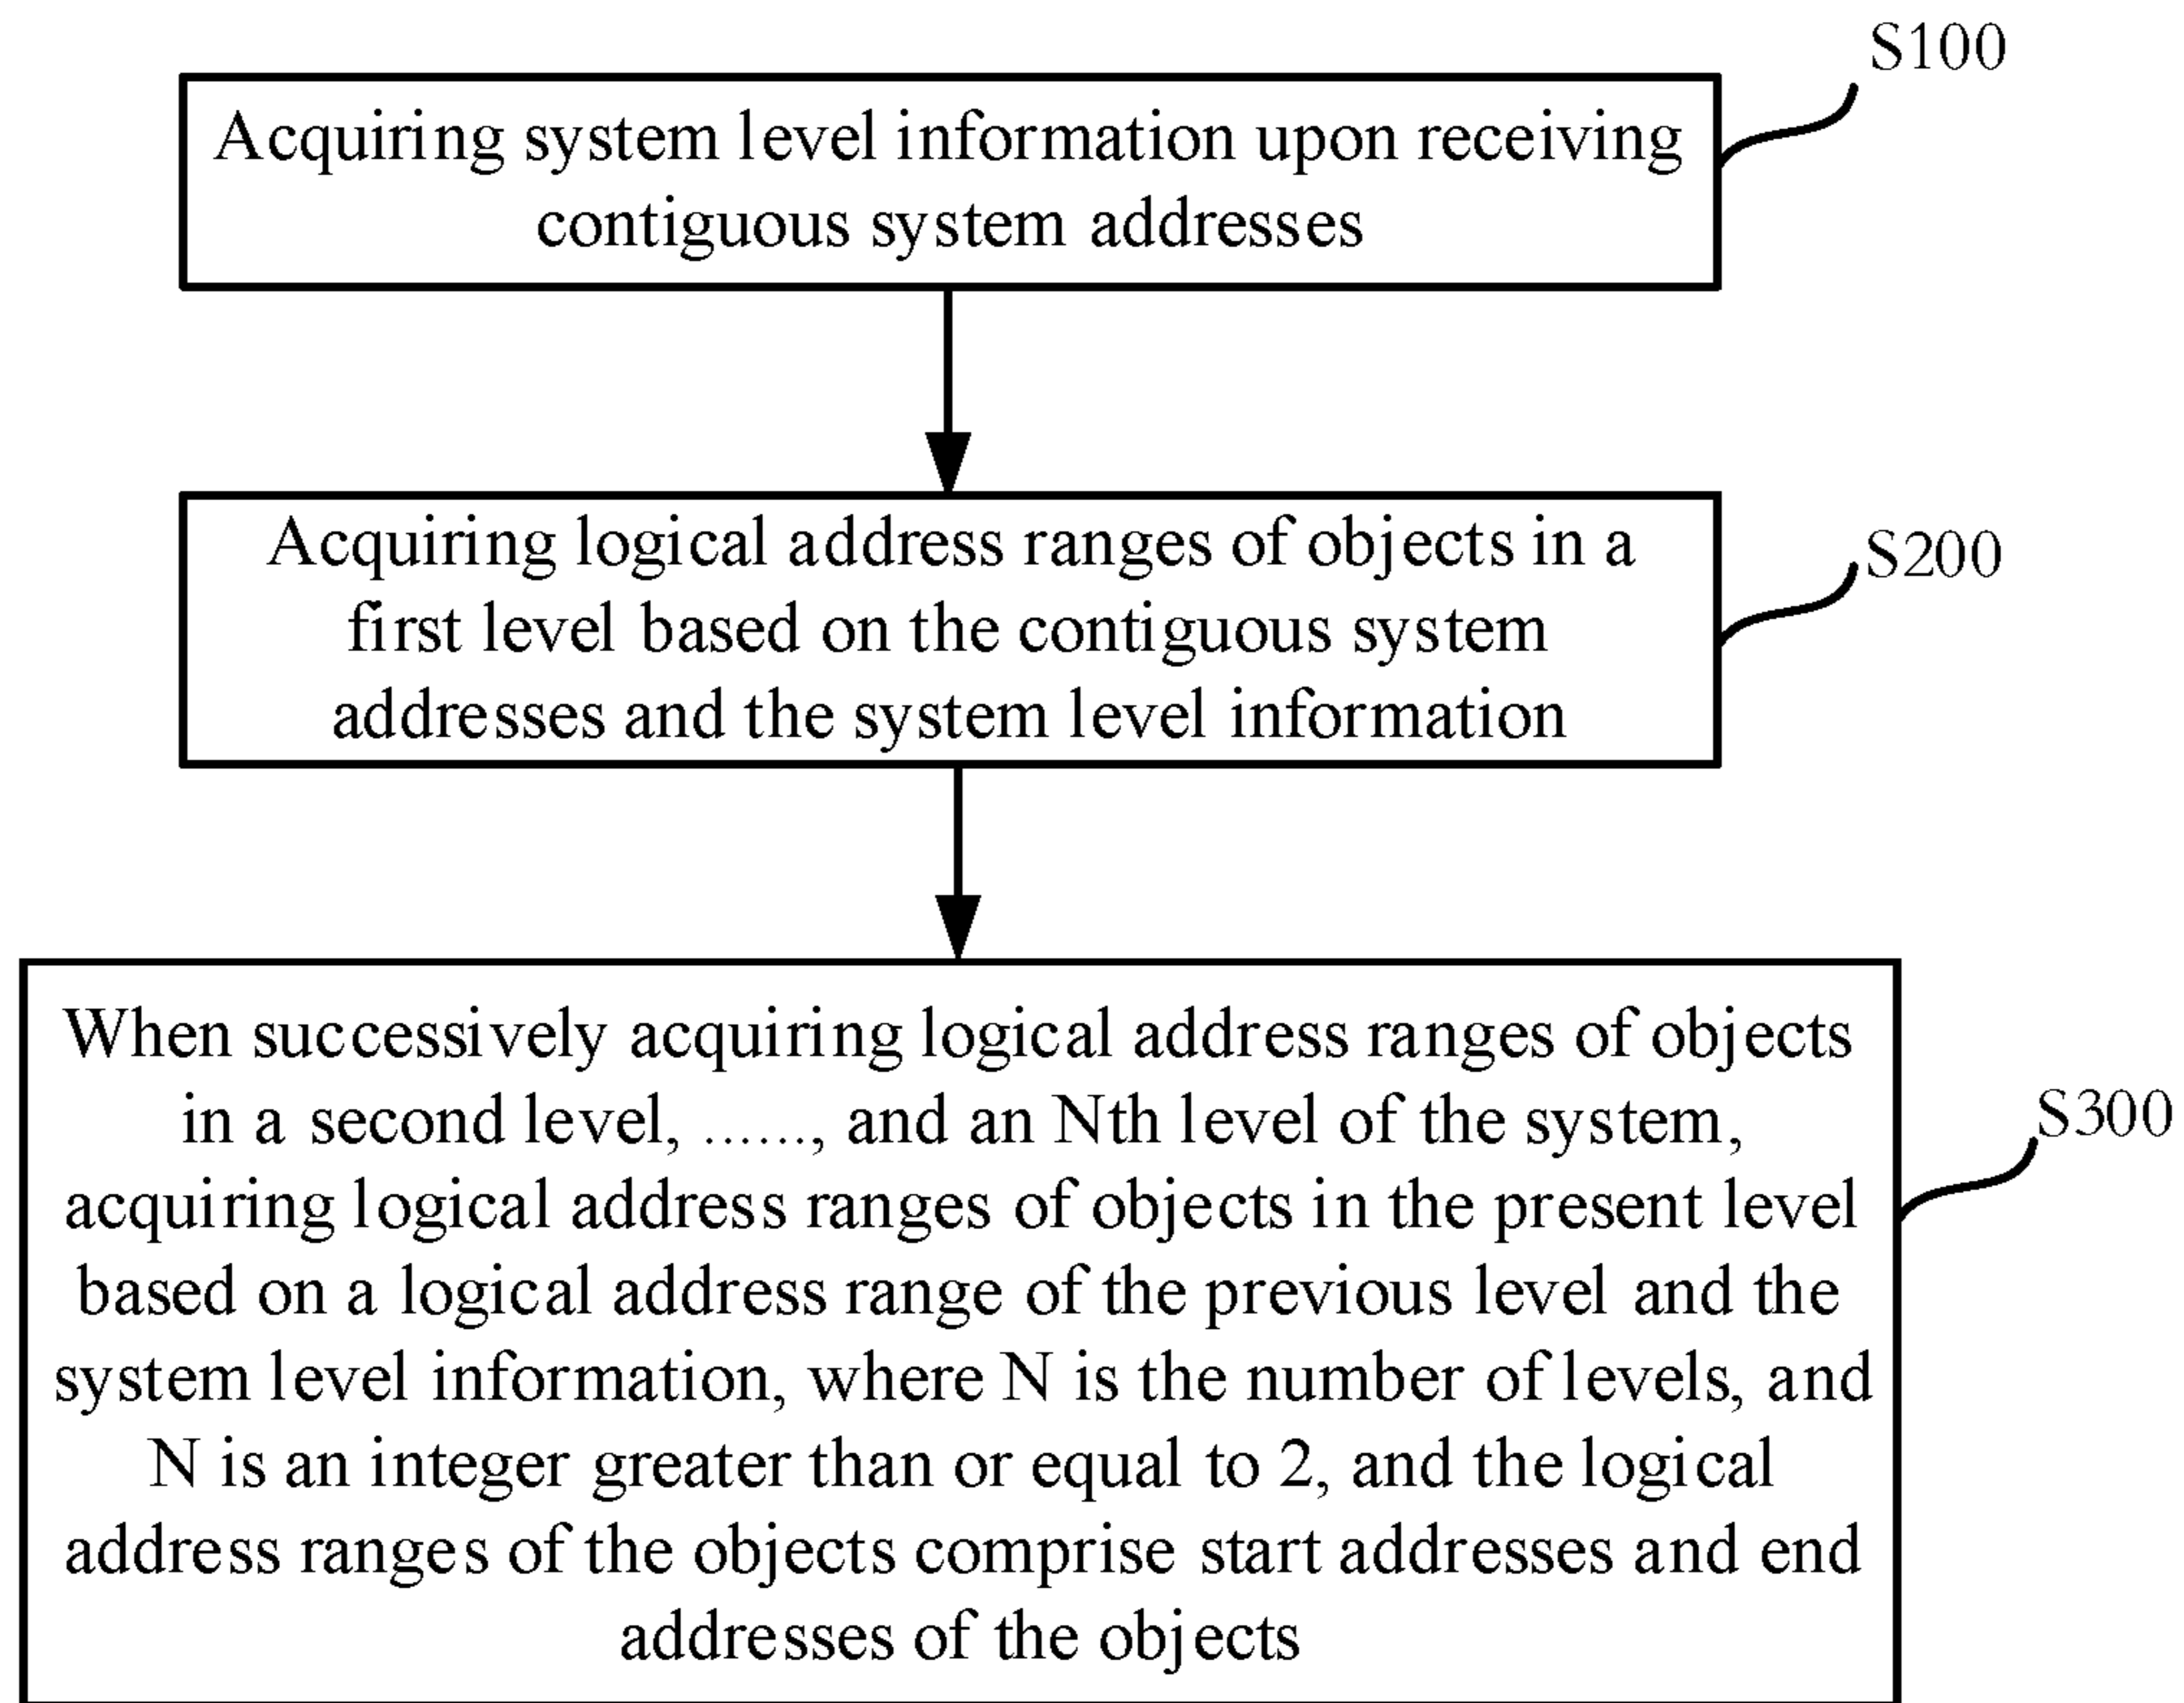 S100
Acquiring system level information upon receiving
contiguous system addresses
Acquiring logical address ranges of objects in a
first level based on the contiguous system
addresses and the system level information
S200
When successively acquiring logical address ranges of objects
in a second level, ......, and an Nth level of the system,
acquiring logical address ranges of objects in the present level
based on a logical address range of the previous level and the
system level information, where N is the number of levels, and
N is an integer greater than or equal to 2, and the logical
address ranges of the objects comprise start addresses and end
addresses of the objects
S300